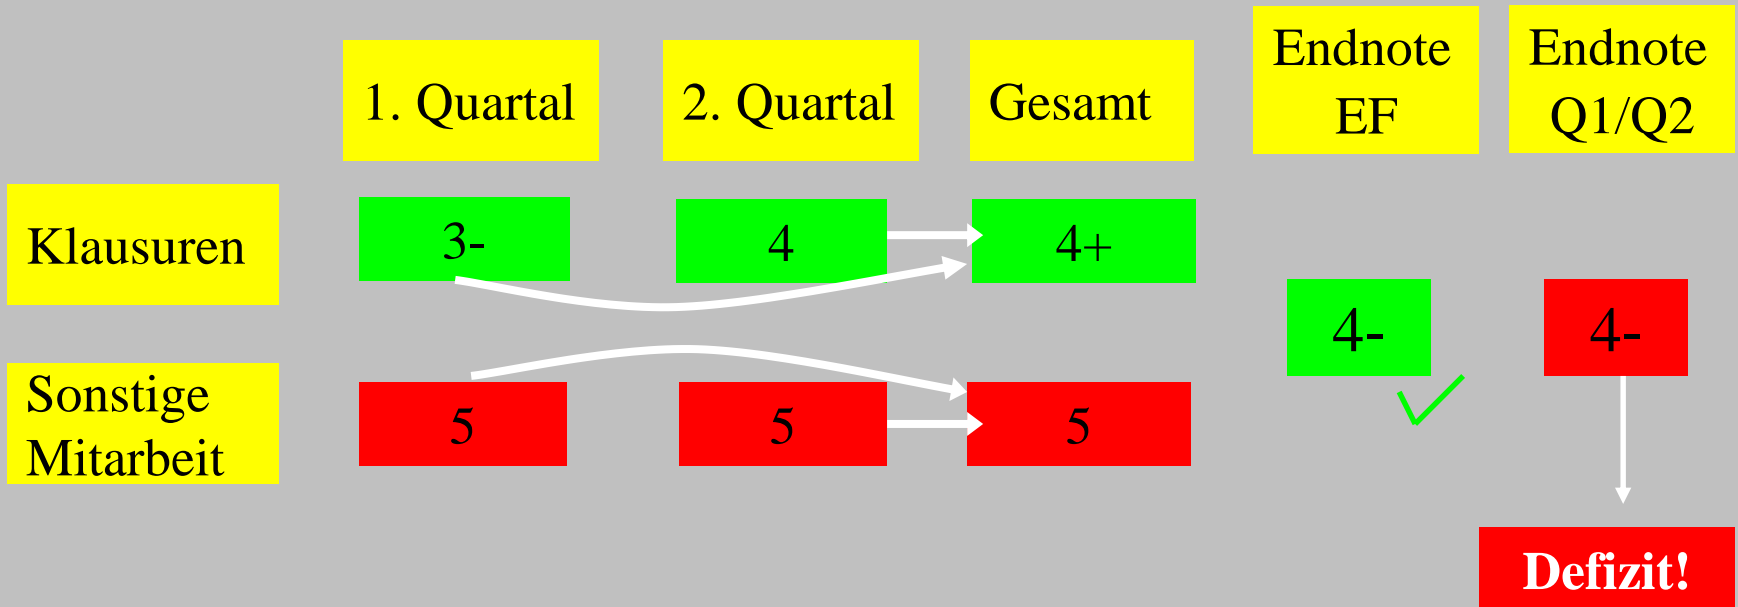 1. Quartal
2. Quartal
Gesamt
Endnote
EF
Endnote
Q1/Q2
Klausuren
3-
4
4+
4-
4-
Sonstige
Mitarbeit
5
5
5
Defizit!